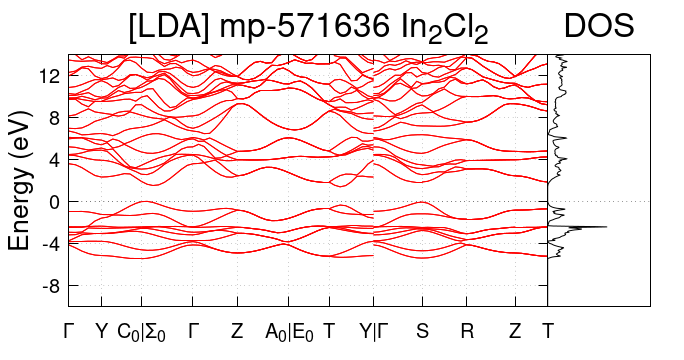 [LDA] mp-571636 In₂Cl₂ DOS
Energy (eV)
12
8
4
0
-4
-8
Γ Y C₀|Σ₀ Γ Z A₀|E₀ T Y|Γ S R Z T